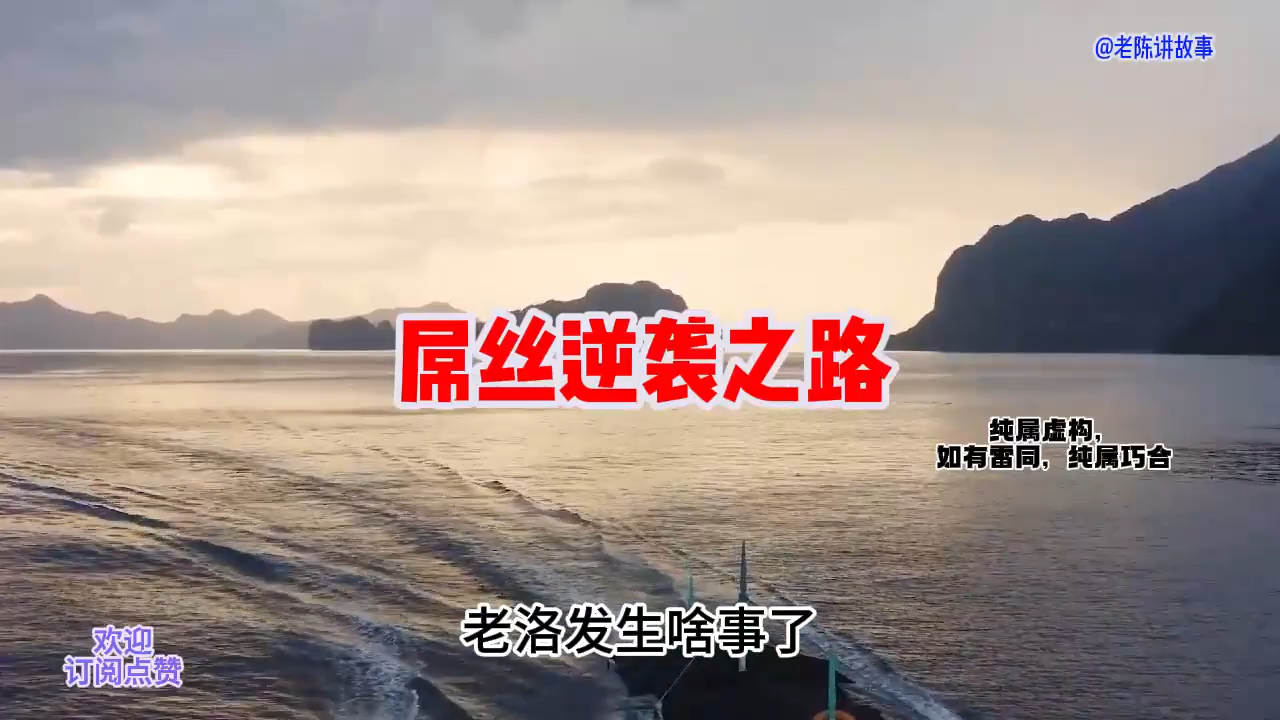 @老陈讲故事
屌丝逆袭之路
纯属虚构,
如有雷同，纯属巧合
老洛发生啥事了
欢迎
订阅点赞